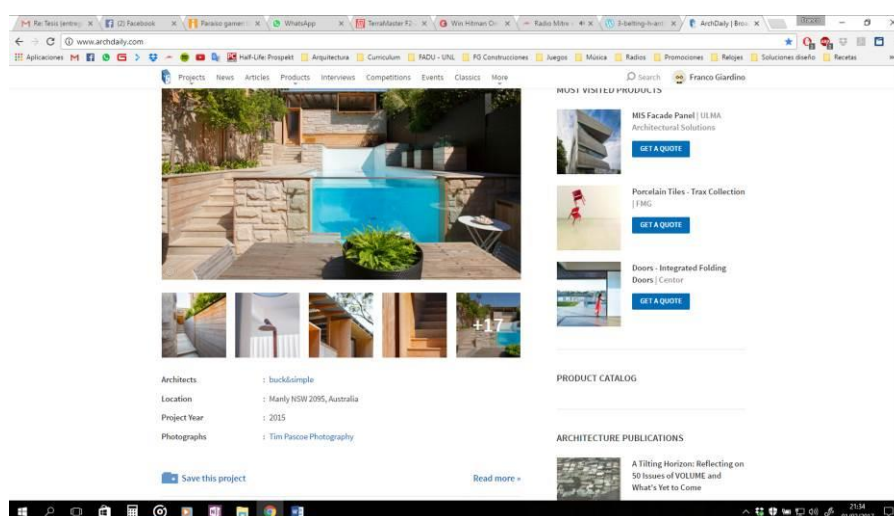 Re: Tesis (entreg
(2) Facebook
Paraíso gamer
WhatsApp
TerraMaster F2
Win Hitman
Radio Mitre
ArchDaily | Broa
www.archdaily.com
Aplicaciones
Half-Life: Prospekt
Arquitectura
Curriculum
FADU - UNL
FG Construcciones
Juegos
Música
Radios
Promociones
Relojes
Soluciones diseño
Recetas
Projects News Articles Products Interviews Competitions Events Classics More
Search
Franco Giardino
+17
Architects : buck&simple
Location : Manly NSW 2095, Australia
Project Year : 2015
Photographs : Tim Pascoe Photography
Save this project
Read more »
MOST VISITED PRODUCTS
MIS Facade Panel | ULMA
Architectural Solutions
GET A QUOTE
Porcelain Tiles - Trax Collection
| FMG
GET A QUOTE
Doors - Integrated Folding
Doors | Centor
GET A QUOTE
PRODUCT CATALOG
ARCHITECTURE PUBLICATIONS
A Tilting Horizon: Reflecting on
50 Issues of VOLUME and
What's Yet to Come
21:34